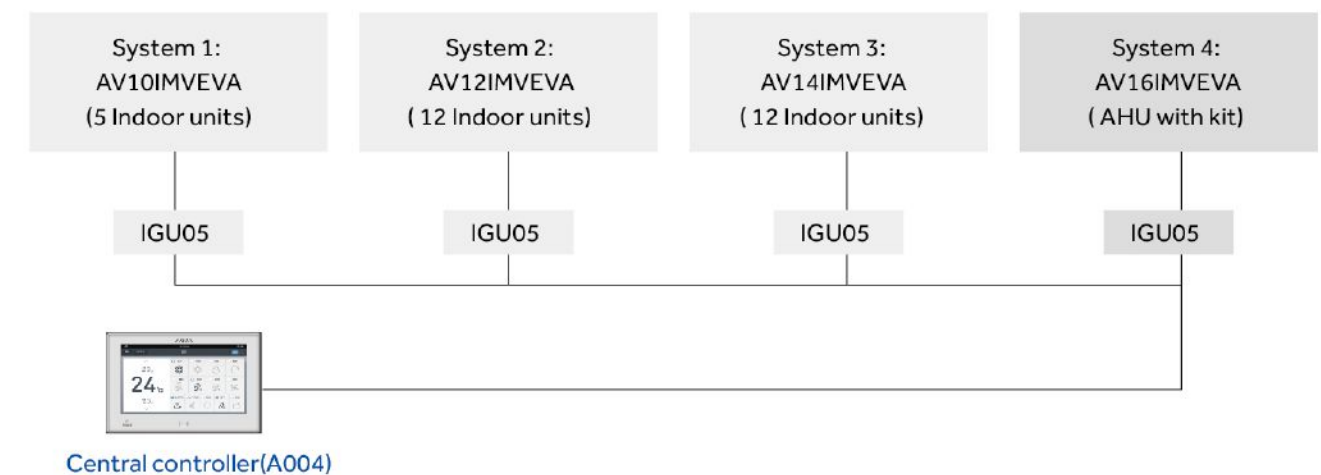 System 1:
AV10IMVEVA
(5 Indoor units)
System 2:
AV12IMVEVA
( 12 Indoor units)
System 3:
AV14IMVEVA
( 12 Indoor units)
System 4:
AV16IMVEVA
( AHU with kit)
IGU05
IGU05
IGU05
IGU05
24
Central controller(A004)